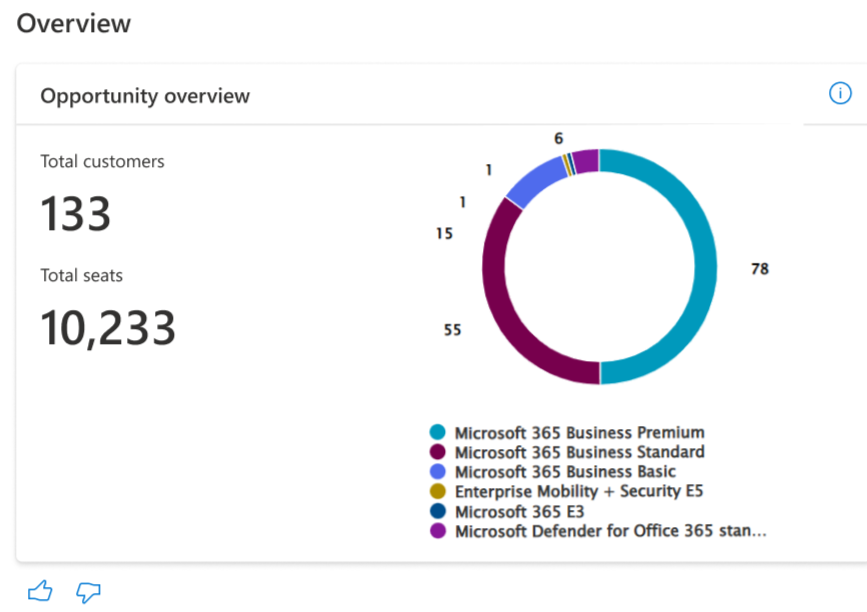 Overview
Opportunity overview
Total customers
133
Total seats
10,233
6
1
1
15
55
78
Microsoft 365 Business Premium
Microsoft 365 Business Standard
Microsoft 365 Business Basic
Enterprise Mobility + Security E5
Microsoft 365 E3
Microsoft Defender for Office 365 stan...